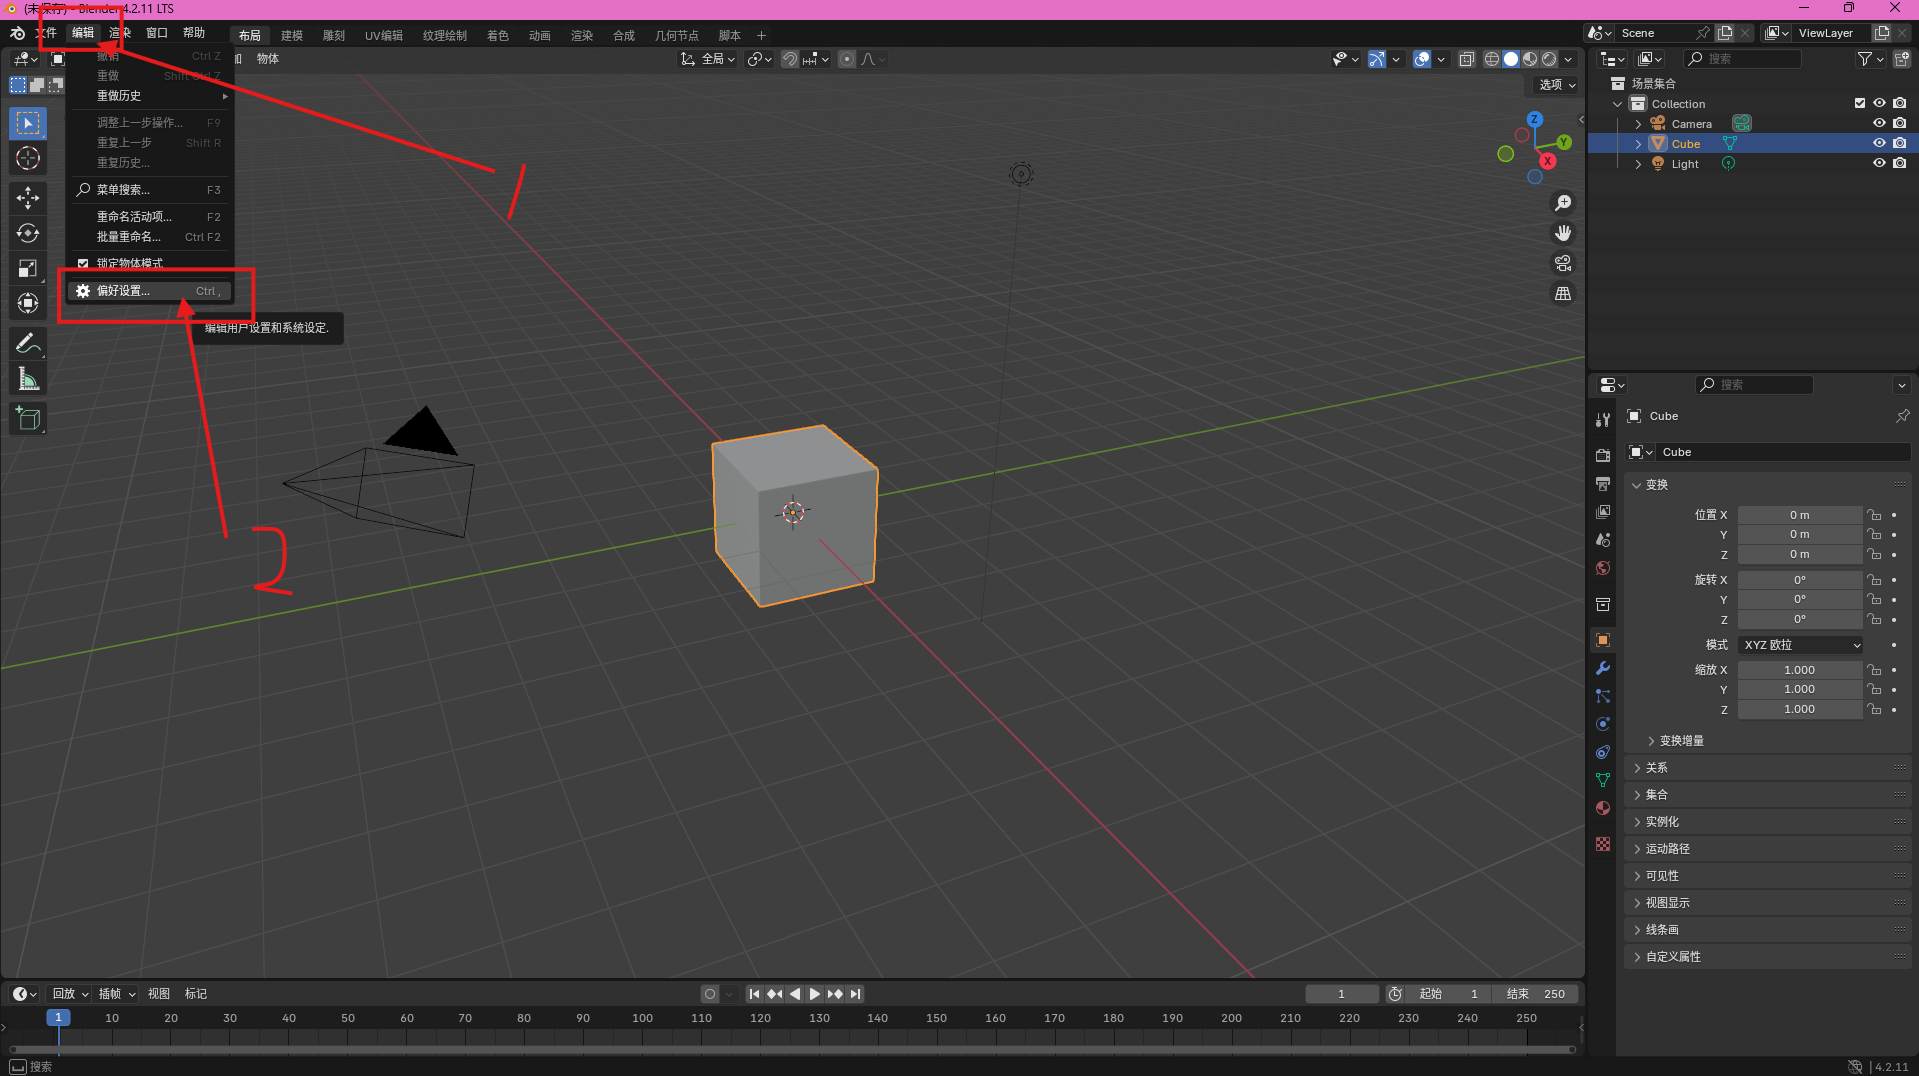 (未保存) - Blender 4.2.11 LTS
文件 编辑 渲染 窗口 帮助
布局 建模 雕刻 UV编辑 纹理绘制 着色 动画 渲染 合成 几何节点 脚本 +
Scene ViewLayer
加 物体 全局
搜索
选项
撤销 Ctrl Z
重做 Shift Ctrl Z
重做历史
调整上一步操作... F9
重复上一步 Shift R
重复历史...
菜单搜索... F3
重命名活动项... F2
批量重命名... Ctrl F2
锁定物体模式
偏好设置... Ctrl ,
编辑用户设置和系统设定.
1
2
Z
Y
X
场景集合
Collection
Camera
Cube
Light
搜索
Cube
Cube
变换
位置 X 0 m
Y 0 m
Z 0 m
旋转 X 0°
Y 0°
Z 0°
模式 XYZ 欧拉
缩放 X 1.000
Y 1.000
Z 1.000
变换增量
关系
集合
实例化
运动路径
可见性
视图显示
线条画
自定义属性
回放 插帧 视图 标记
1 起始 1 结束 250
1 10 20 30 40 50 60 70 80 90 100 110 120 130 140 150 160 170 180 190 200 210 220 230 240 250
搜索
4.2.11